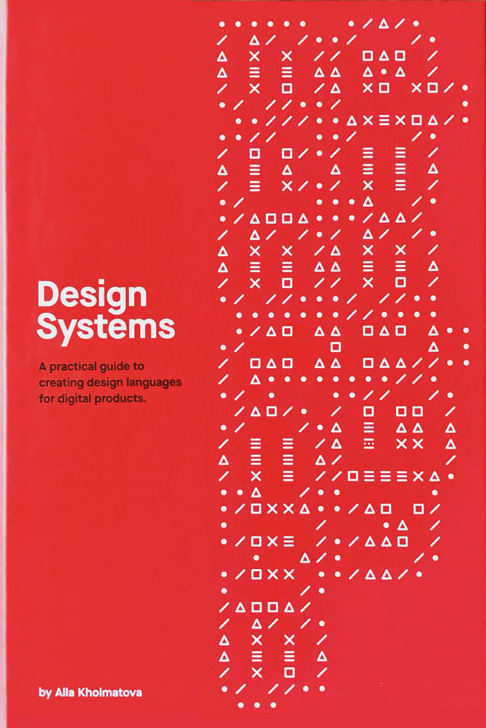 Design
Systems
A practical guide to
creating design languages
for digital products.
by Alla Kholmatova